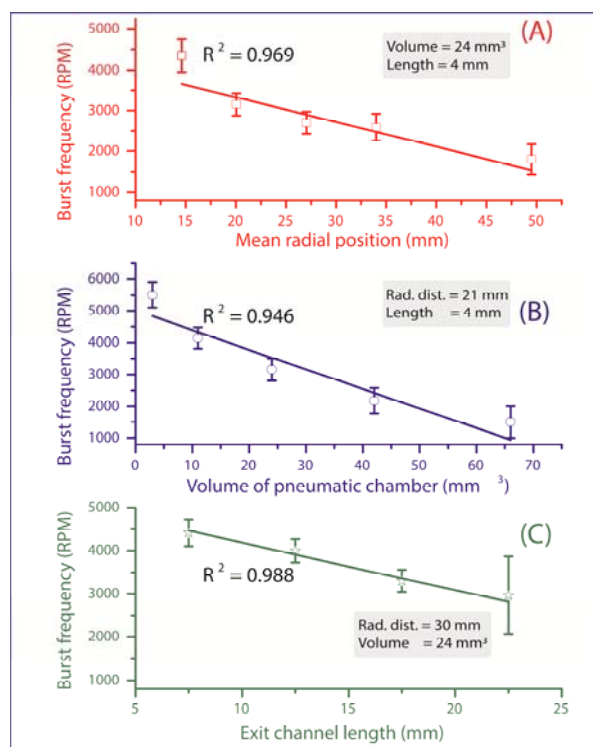 (A)
R² = 0.969
Volume = 24 mm³
Length = 4 mm
Burst frequency (RPM)
5000
4000
3000
2000
1000
10 15 20 25 30 35 40 45 50
Mean radial position (mm)
(B)
R² = 0.946
Rad. dist. = 21 mm
Length = 4 mm
Burst frequency (RPM)
6000
5000
4000
3000
2000
1000
0 10 20 30 40 50 60 70
Volume of pneumatic chamber (mm ³)
(C)
R² = 0.988
Rad. dist. = 30 mm
Volume = 24 mm³
Burst frequency (RPM)
5000
4000
3000
2000
1000
5 10 15 20 25
Exit channel length (mm)